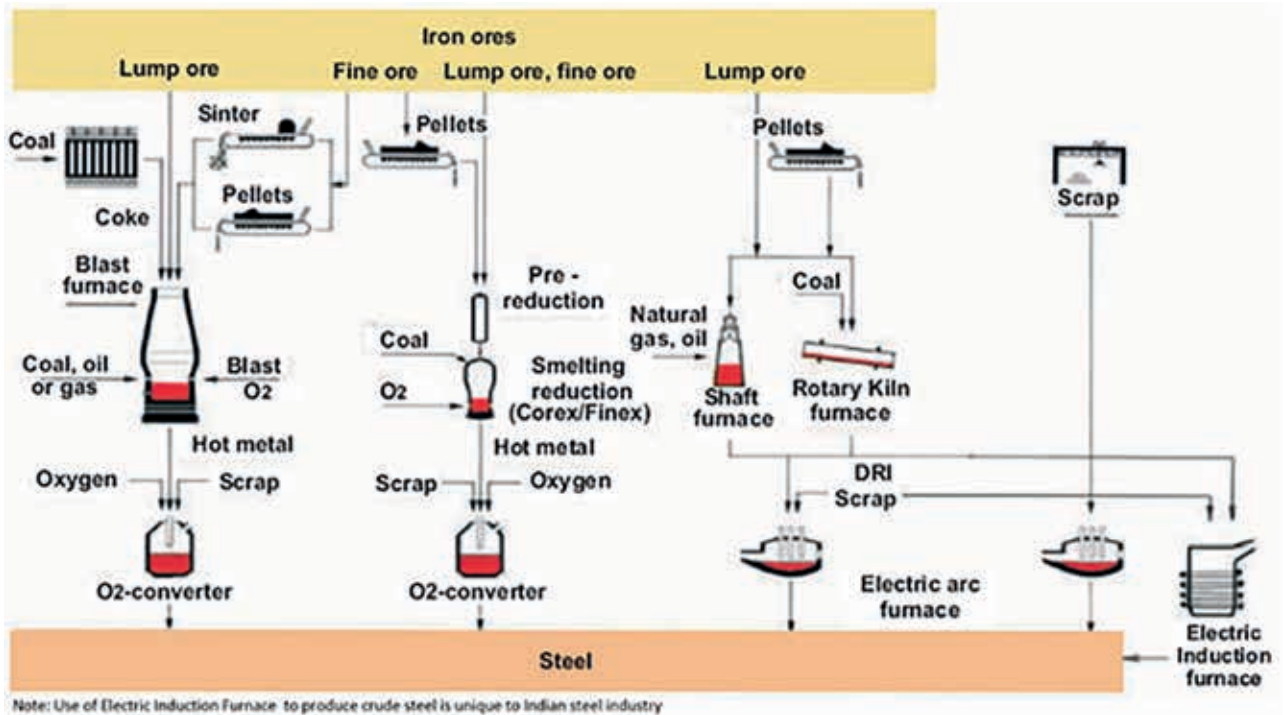 Iron ores
Lump ore
Fine ore
Lump ore, fine ore
Lump ore
Sinter
Coal
Pellets
Pellets
Pellets
Scrap
Coke
Blast
furnace
Pre -
reduction
Coal
Natural
gas, oil
Coal
Coal, oil
or gas
Blast
O2
O2
Smelting
reduction
(Corex/Finex)
Shaft
furnace
Rotary Kiln
furnace
Hot metal
Hot metal
DRI
Oxygen
Scrap
Scrap
Oxygen
Scrap
O2-converter
O2-converter
Electric arc
furnace
Electric
Induction
furnace
Steel
Note: Use of Electric Induction Furnace to produce crude steel is unique to Indian steel industry